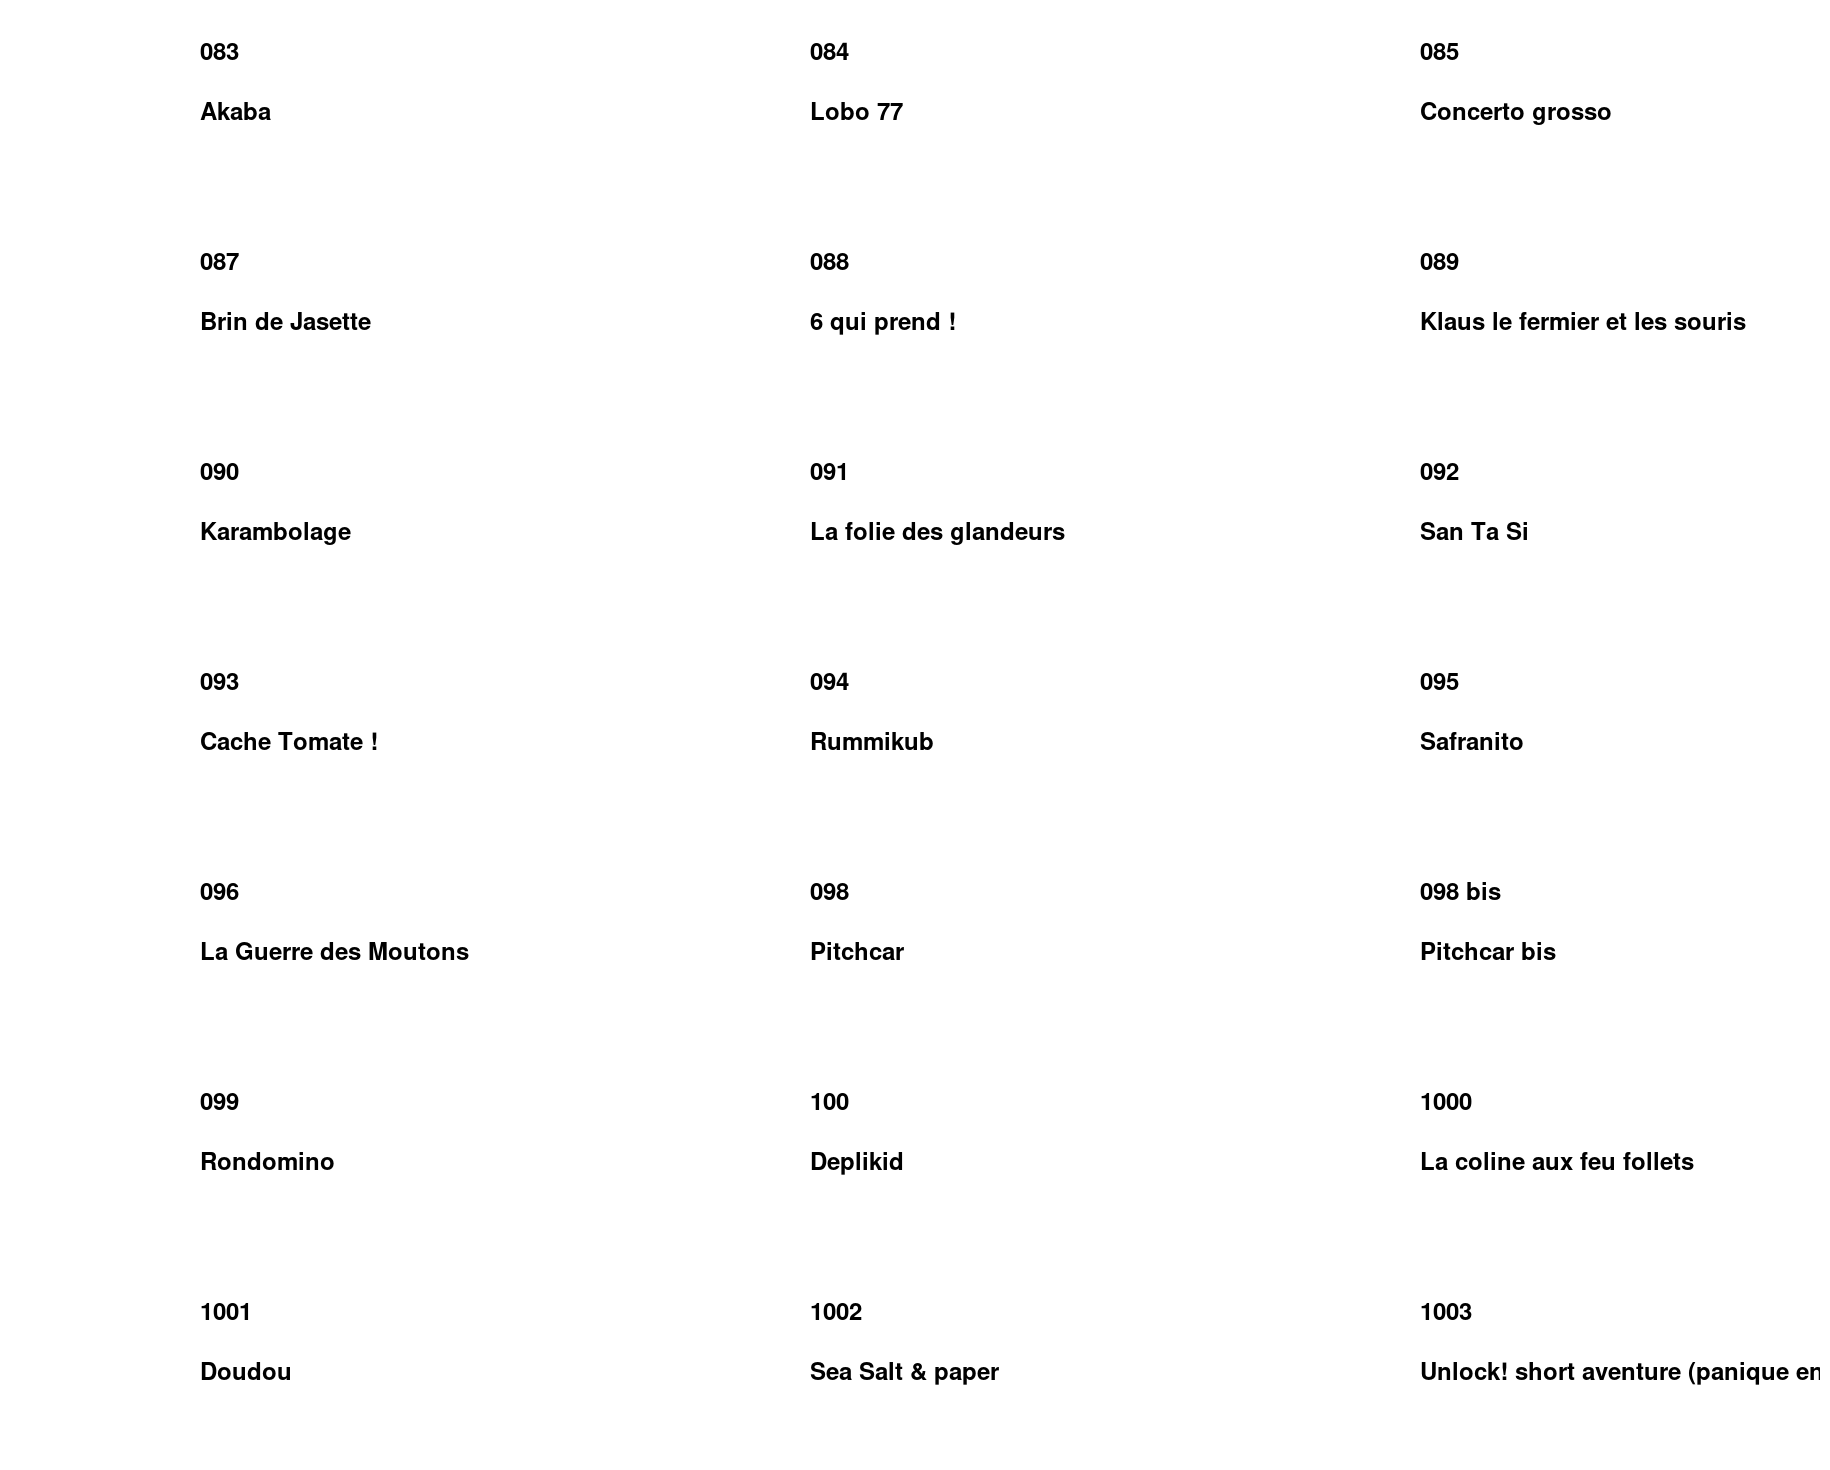 083
Akaba
084
Lobo 77
085
Concerto grosso
087
Brin de Jasette
088
6 qui prend !
089
Klaus le fermier et les souris
090
Karambolage
091
La folie des glandeurs
092
San Ta Si
093
Cache Tomate !
094
Rummikub
095
Safranito
096
La Guerre des Moutons
098
Pitchcar
098 bis
Pitchcar bis
099
Rondomino
100
Deplikid
1000
La coline aux feu follets
1001
Doudou
1002
Sea Salt & paper
1003
Unlock! short aventure (panique en